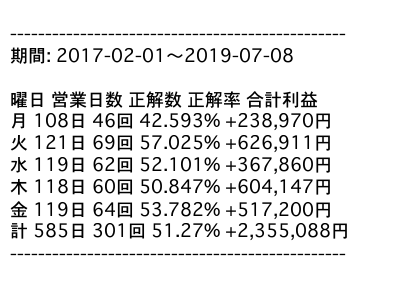 ------------------------------------------------
期間: 2017-02-01～2019-07-08
曜日 営業日数 正解数 正解率 合計利益
月 108日 46回 42.593% +238,970円
火 121日 69回 57.025% +626,911円
水 119日 62回 52.101% +367,860円
木 118日 60回 50.847% +604,147円
金 119日 64回 53.782% +517,200円
計 585日 301回 51.27% +2,355,088円
------------------------------------------------